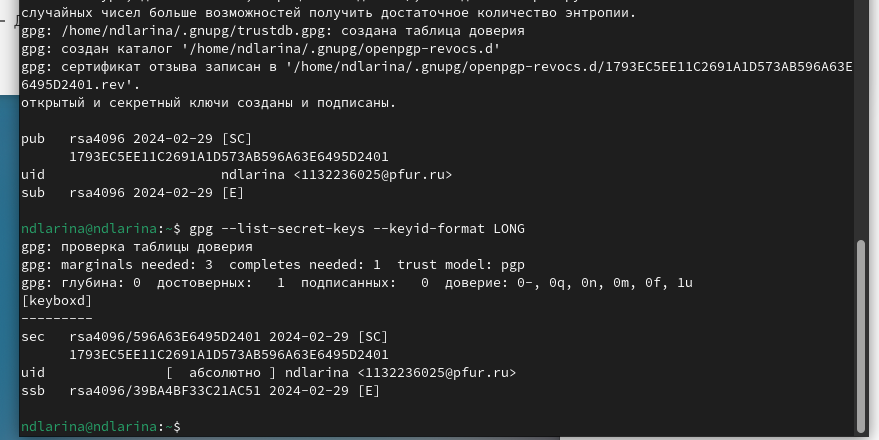 случайных чисел больше возможностей получить достаточное количество энтропии.
gpg: /home/ndlarina/.gnupg/trustdb.gpg: создана таблица доверия
gpg: создан каталог '/home/ndlarina/.gnupg/openpgp-revocs.d'
gpg: сертификат отзыва записан в '/home/ndlarina/.gnupg/openpgp-revocs.d/1793EC5EE11C2691A1D573AB596A63E
6495D2401.rev'.
открытый и секретный ключи созданы и подписаны.
pub   rsa4096 2024-02-29 [SC]
      1793EC5EE11C2691A1D573AB596A63E6495D2401
uid                      ndlarina <1132236025@pfur.ru>
sub   rsa4096 2024-02-29 [E]
ndlarina@ndlarina:~$ gpg --list-secret-keys --keyid-format LONG
gpg: проверка таблицы доверия
gpg: marginals needed: 3  completes needed: 1  trust model: pgp
gpg: глубина: 0  достоверных:   1  подписанных:   0  доверие: 0-, 0q, 0n, 0m, 0f, 1u
[keyboxd]
---------
sec   rsa4096/596A63E6495D2401 2024-02-29 [SC]
      1793EC5EE11C2691A1D573AB596A63E6495D2401
uid               [  абсолютно ] ndlarina <1132236025@pfur.ru>
ssb   rsa4096/39BA4BF33C21AC51 2024-02-29 [E]
ndlarina@ndlarina:~$